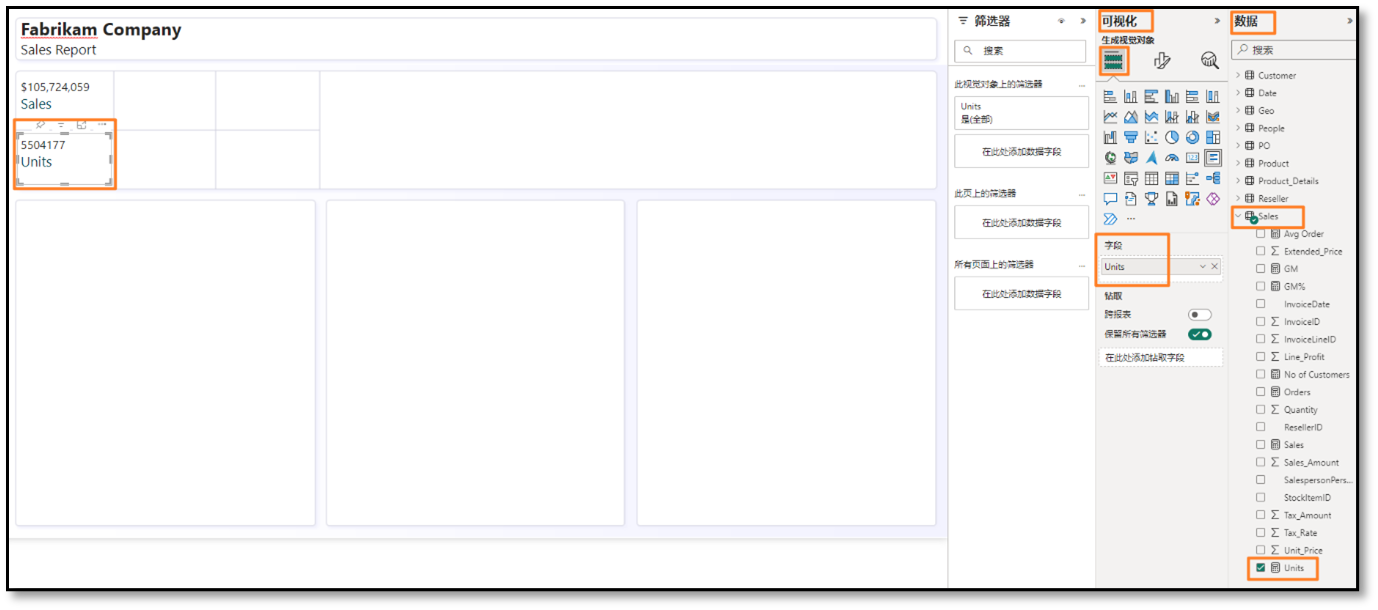 Fabrikam Company
Sales Report
$105,724,059
Sales
5504177
Units
筛选器
搜索
此视觉对象上的筛选器
Units
是(全部)
在此处添加数据字段
此页上的筛选器
在此处添加数据字段
所有页面上的筛选器
在此处添加数据字段
可视化
生成视觉对象
字段
Units
钻取
跨报表
保留所有筛选器
在此处添加钻取字段
数据
搜索
Customer
Date
Geo
People
PO
Product
Product_Details
Reseller
Sales
Avg Order
Extended_Price
GM
GM%
InvoiceDate
InvoiceID
InvoiceLineID
Line_Profit
No of Customers
Orders
Quantity
ResellerID
Sales
Sales_Amount
SalespersonPers...
StockItemID
Tax_Amount
Tax_Rate
Unit_Price
Units